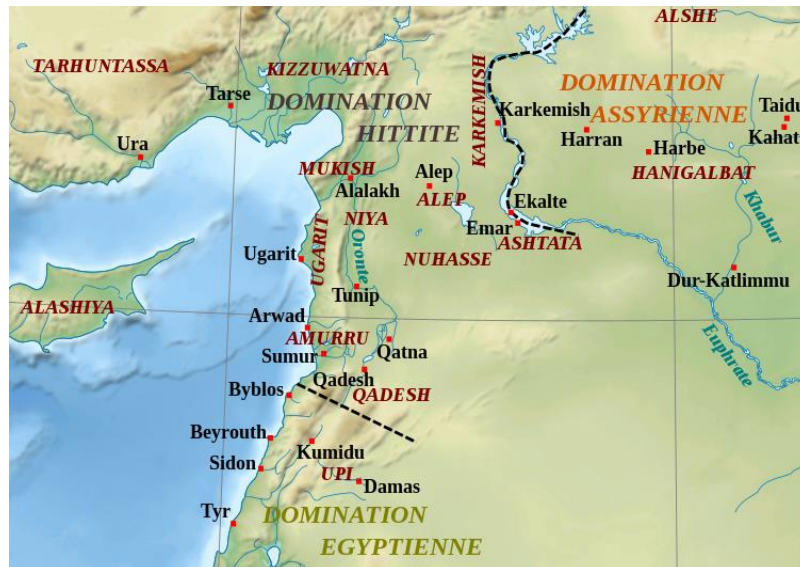 ALSHE
TARHUNTASSA
KIZZUWATNA
DOMINATION
HITTITE
KARKEMISH
DOMINATION
ASSYRIENNE
Tarse
Karkemish
Taidu
Ura
Harran
Kahat
Harbe
MUKISH
Alep
HANIGALBAT
Alalakh
ALEP
Ekalte
NIYA
Emar
Khabur
UGARIT
ASHTATA
Ugarit
Oronte
NUHASSE
Dur-Katlimmu
Tunip
ALASHIYA
Arwad
AMURRU
Euphrate
Sumur
Qatna
Qadesh
Byblos
QADESH
Beyrouth
Kumidu
Sidon
UPI
Damas
Tyr
DOMINATION
EGYPTIENNE